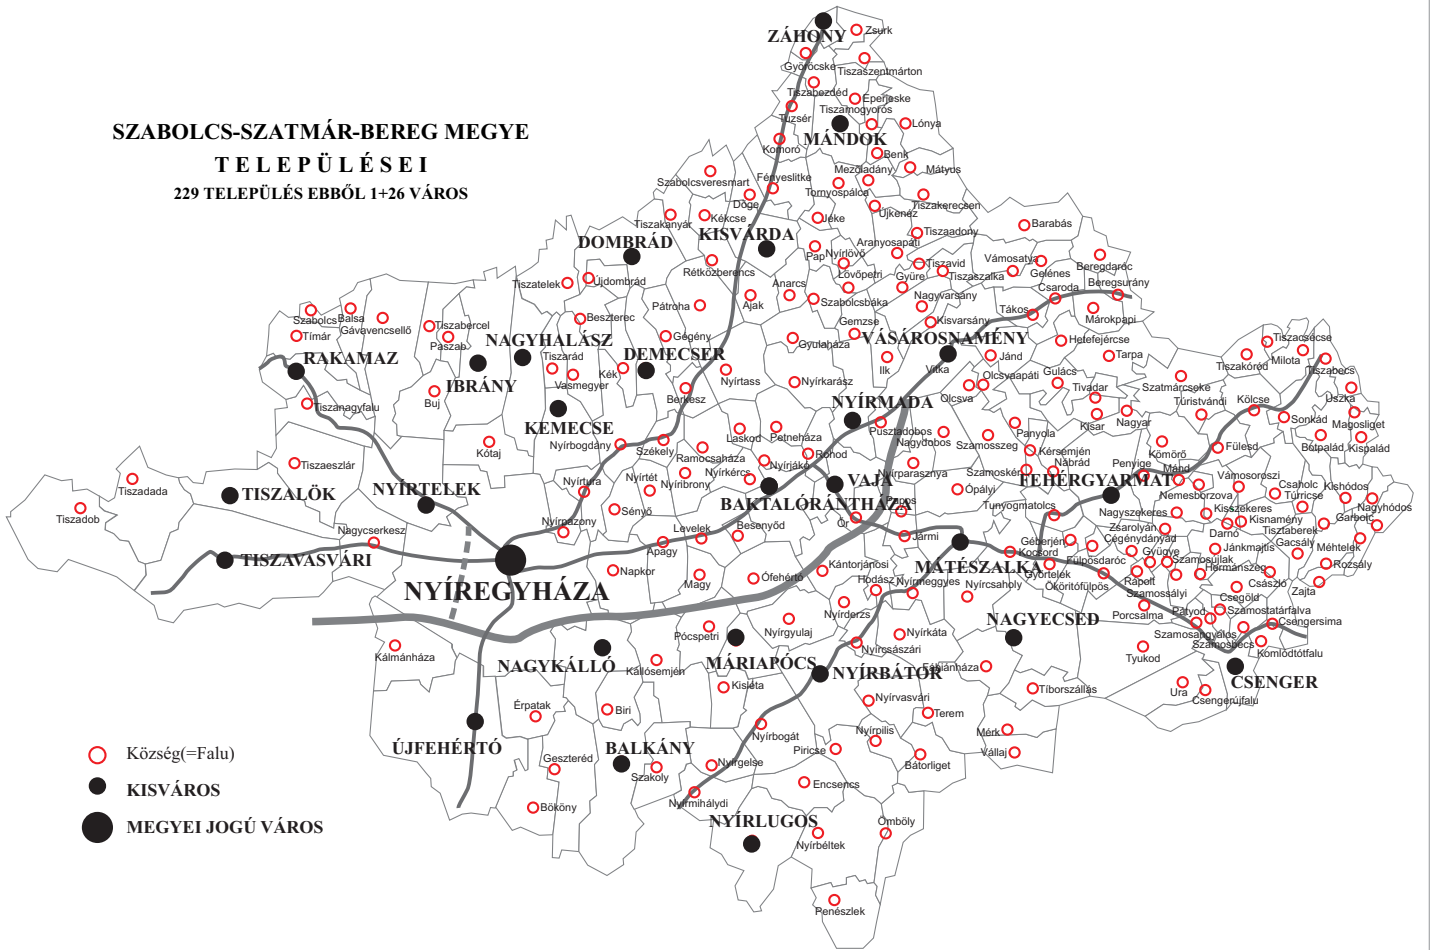 SZABOLCS-SZATMÁR-BEREG MEGYE
TELEPÜLÉSEI
229 TELEPÜLÉS EBBŐL 1+26 VÁROS
ZÁHONY
Zsurk
Győröcske
Tiszaszentmárton
Tiszabezdéd
Eperjeske
Tuzsér
Tiszamogyorós
Lónya
MÁNDOK
Komoró
Benk
Mezőladány
Mátyus
Szabolcsveresmart
Fényeslitke
Tornyospálca
Döge
Újkenéz
Tiszakerecsen
Tiszakanyár
Kékcse
Jéke
KISVÁRDA
Tiszaadony
Barabás
DOMBRÁD
Aranyosapáti
Pap
Nyírlövő
Rétközberencs
Lövőpetri
Gyüre
Tiszavid
Tiszaszalka
Vámosatya
Gelénes
Beregdaróc
Tiszatelek
Újdombrád
Anarcs
Csaroda
Beregsurány
Pátroha
Ajak
Szabolcsbáka
Nagyvarsány
Tákos
Márokpapi
Szabolcs
Balsa
Gávavencsellő
Tiszabercel
Beszterec
Kisvarsány
Tímár
Paszab
Gégény
Gyulaháza
Gemzse
VÁSÁROSNAMÉNY
Hetefejércse
NAGYHALÁSZ
DEMECSER
RAKAMAZ
Tiszarád
Ilk
Vitka
Jánd
Tarpa
Tiszakóród
Tiszacsécse
Milota
Tiszabecs
IBRÁNY
Vasmegyer
Kék
Nyírtass
Nyírkarász
Olcsvaapáti
Gulács
Buj
Berkesz
Olcsva
Tivadar
Szatmárcseke
Uszka
Tiszanagyfalu
KEMECSE
NYÍRMADA
Kisar
Nagyar
Túristvándi
Kölcse
Sonkád
Magosliget
Laskod
Petneháza
Pusztadobos
Nagydobos
Szamosszeg
Panyola
Botpalád
Kispalád
Kótaj
Nyírbogdány
Székely
Ramocsaháza
Rohod
Kérsemjén
Kömörő
Fülesd
Tiszaeszlár
Nyírkércs
Nyírjákó
Nyírparasznya
Szamoskér
Nábrád
Penyige
Mánd
Vámosoroszi
Tiszadada
TISZALÖK
NYÍRTELEK
Nyírtura
Nyírtét
Nyíribrony
VAJA
Ópályi
FEHÉRGYARMAT
Nemesborzova
Csaholc
Túrricse
Kishódos
Nagyhódos
Tiszadob
BAKTALÓRÁNTHÁZA
Papos
Tunyogmatolcs
Nagyszekeres
Kisszekeres
Sényő
Őr
Zsarolyán
Kisnamény
Garbolc
Nagycserkesz
Nyírpazony
Levelek
Besenyőd
Jármi
Darnó
Tisztaberek
TISZAVASVÁRI
Apagy
MÁTÉSZALKA
Géberjén
Cégénydányád
Gyügye
Jánkmajtis
Gacsály
Méhtelek
Kocsord
Fülpösdaróc
Szamosújlak
Rozsály
NYÍREGYHÁZA
Napkor
Magy
Ófehértó
Kántorjánosi
Győrtelek
Hermánszeg
Császló
Hodász
Nyírmeggyes
Nyírcsaholy
Ököritófülpös
Rápolt
Szamossályi
Csegöld
Zajta
Nyírderzs
Porcsalma
Pátyod
Szamostatárfalva
NAGYECSED
Csengersima
Pócspetri
Nyírgyulaj
Nyírkáta
Szamosangyalos
Kálmánháza
MÁRIAPÓCS
Nyírcsászári
Szamosbecs
Komlódtótfalu
NAGYKÁLLÓ
Kállósemjén
NYÍRBÁTOR
Fábiánháza
Tyukod
CSENGER
Kisléta
Tiborszállás
Ura
Csengerújfalu
Érpatak
Biri
Nyírvasvári
Terem
ÚJFEHÉRTÓ
Nyírbogát
Nyírpilis
Mérk
BALKÁNY
Piricse
Vállaj
Község(=Falu)
Geszteréd
Szakoly
Nyírgelse
Bátorliget
KISVÁROS
Encsencs
Bököny
Nyírmihálydi
MEGYEI JOGÚ VÁROS
NYÍRLUGOS
Ömböly
Nyírbéltek
Penészlek